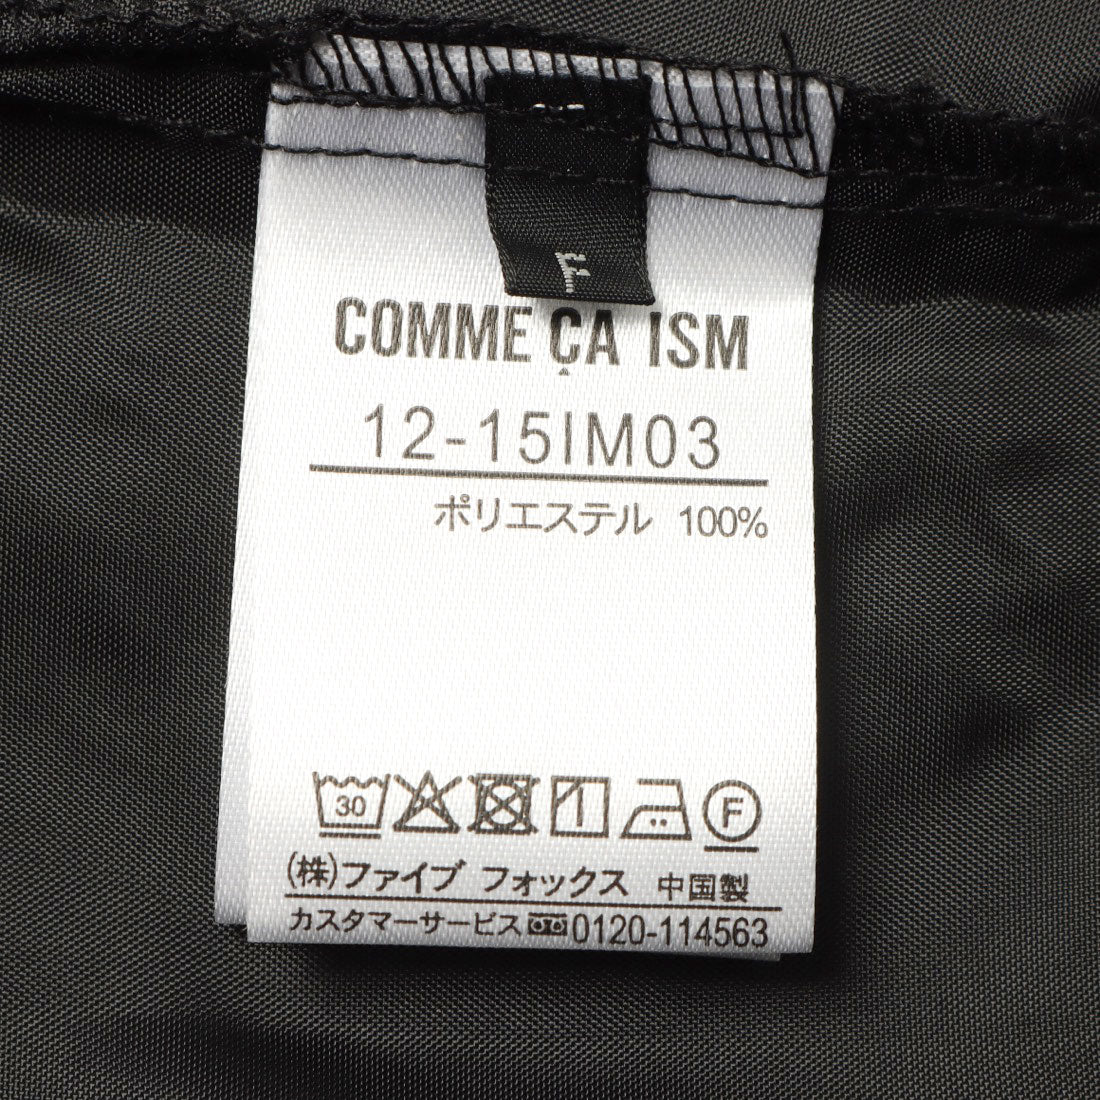 F
COMME ÇA ISM
12-15IM03
ポリエステル 100%
30 F
(株)ファイブ フォックス 中国製
カスタマーサービス 0120-114563